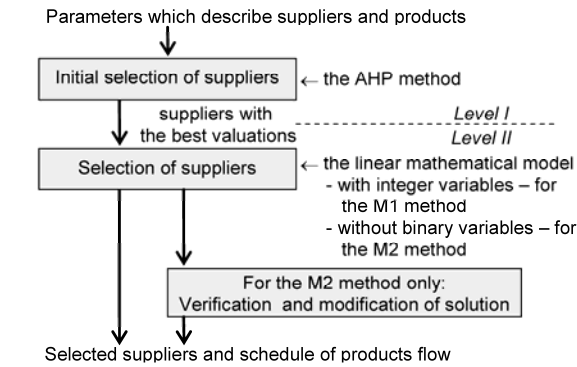 Parameters which describe suppliers and products
Initial selection of suppliers
← the AHP method
suppliers with
the best valuations
Level I
Level II
Selection of suppliers
← the linear mathematical model
- with integer variables – for
the M1 method
- without binary variables – for
the M2 method
For the M2 method only:
Verification and modification of solution
Selected suppliers and schedule of products flow